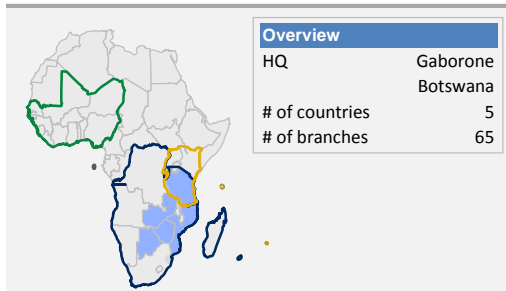 Overview
HQ Gaborone
Botswana
# of countries 5
# of branches 65